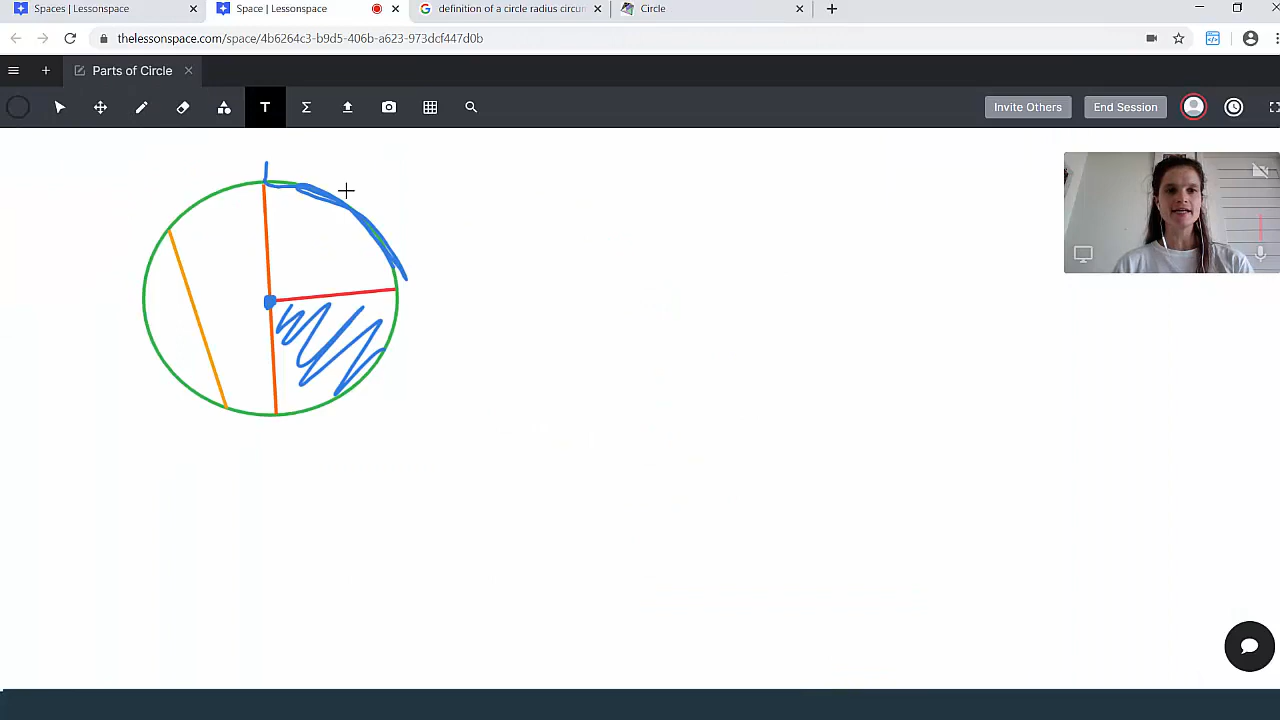 Spaces | Lessonspace
Space | Lessonspace
definition of a circle radius circun
Circle
thelessonspace.com/space/4b6264c3-b9d5-406b-a623-973dcf447d0b
Parts of Circle
T
Σ
Invite Others
End Session